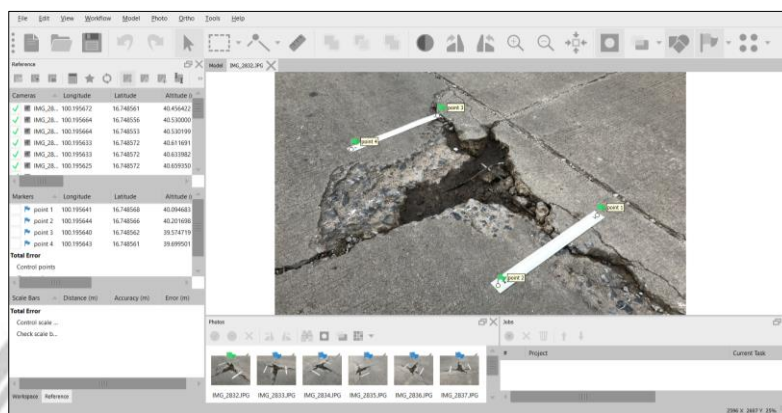 File Edit View Workflow Model Photo Ortho Tools Help
Reference
Model IMG_2832.JPG
Cameras Longitude Latitude Altitude (
IMG_28... 100.195672 16.748561 40.456422
IMG_28... 100.195664 16.748556 40.530000
IMG_28... 100.195664 16.748553 40.530199
IMG_28... 100.195633 16.748572 40.611691
IMG_28... 100.195633 16.748572 40.633982
IMG_28... 100.195625 16.748572 40.659350
Markers Longitude Latitude Altitude (
point 1 100.195641 16.748568 40.094683
point 2 100.195644 16.748566 40.201698
point 3 100.195640 16.748562 39.574719
point 4 100.195643 16.748561 39.699501
Total Error
Control points
Scale Bars Distance (m) Accuracy (m) Error (m)
Total Error
Control scale ...
Check scale b...
Workspace Reference
point 3
point 4
point 2
Photos
IMG_2832.JPG IMG_2833.JPG IMG_2834.JPG IMG_2835.JPG IMG_2836.JPG IMG_2837.JPG
Jobs
# Project Current Task